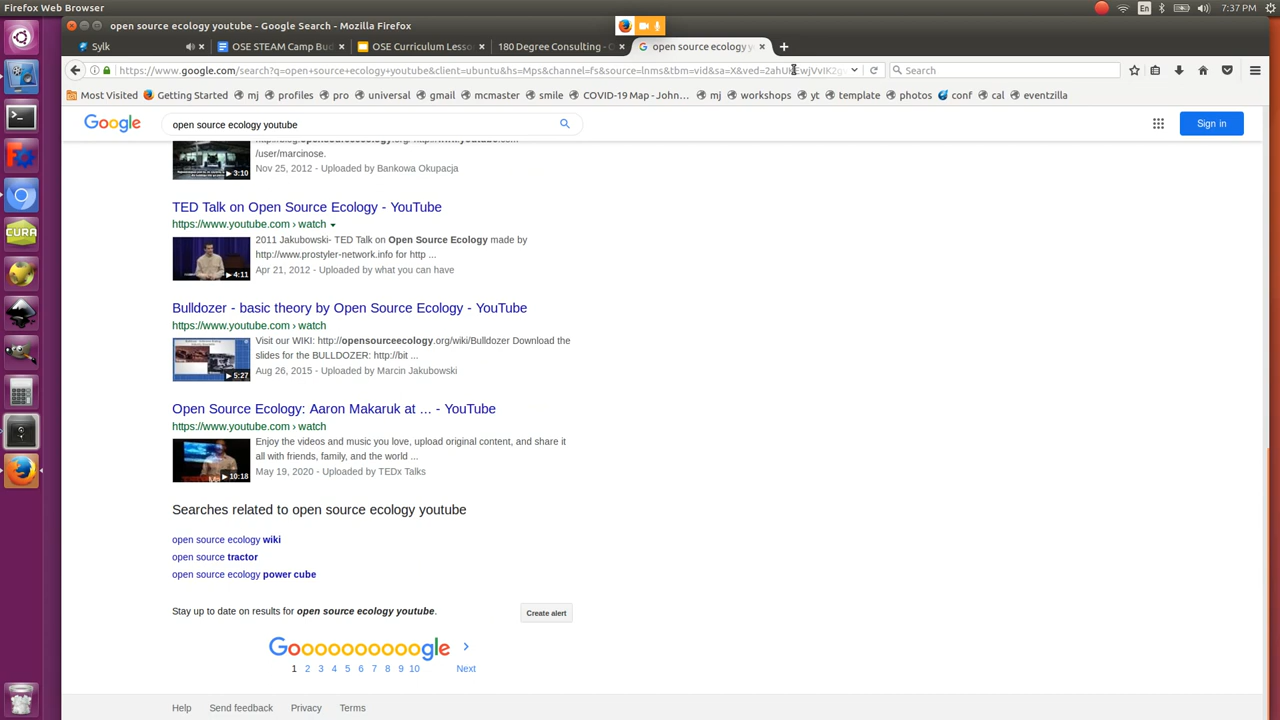 Firefox Web Browser
En
7:37 PM
open source ecology youtube - Google Search - Mozilla Firefox
Sylk
OSE STEAM Camp Bud
OSE Curriculum Lesso
180 Degree Consulting - O
open source ecology y
https://www.google.com/search?q=open+source+ecology+youtube&client=ubuntu&hs=Mps&channel=fs&source=lnms&tbm=vid&sa=X&ved=2ahU
Search
Most Visited
Getting Started
mj
profiles
pro
universal
gmail
mcmaster
smile
COVID-19 Map - John...
mj
workshops
yt
template
photos
conf
cal
eventzilla
Google
open source ecology youtube
Sign in
/user/marcinose.
3:10
Nov 25, 2012 - Uploaded by Bankowa Okupacja
TED Talk on Open Source Ecology - YouTube
https://www.youtube.com › watch
2011 Jakubowski- TED Talk on Open Source Ecology made by
http://www.prostyler-network.info for http ...
4:11
Apr 21, 2012 - Uploaded by what you can have
Bulldozer - basic theory by Open Source Ecology - YouTube
https://www.youtube.com › watch
Visit our WIKI: http://opensourceecology.org/wiki/Bulldozer Download the
slides for the BULLDOZER: http://bit ...
5:27
Aug 26, 2015 - Uploaded by Marcin Jakubowski
Open Source Ecology: Aaron Makaruk at ... - YouTube
https://www.youtube.com › watch
Enjoy the videos and music you love, upload original content, and share it
all with friends, family, and the world ...
10:18
May 19, 2020 - Uploaded by TEDx Talks
Searches related to open source ecology youtube
open source ecology wiki
open source tractor
open source ecology power cube
Stay up to date on results for open source ecology youtube.
Create alert
Goooooooooogle
1 2 3 4 5 6 7 8 9 10 Next
Help Send feedback Privacy Terms
CURA